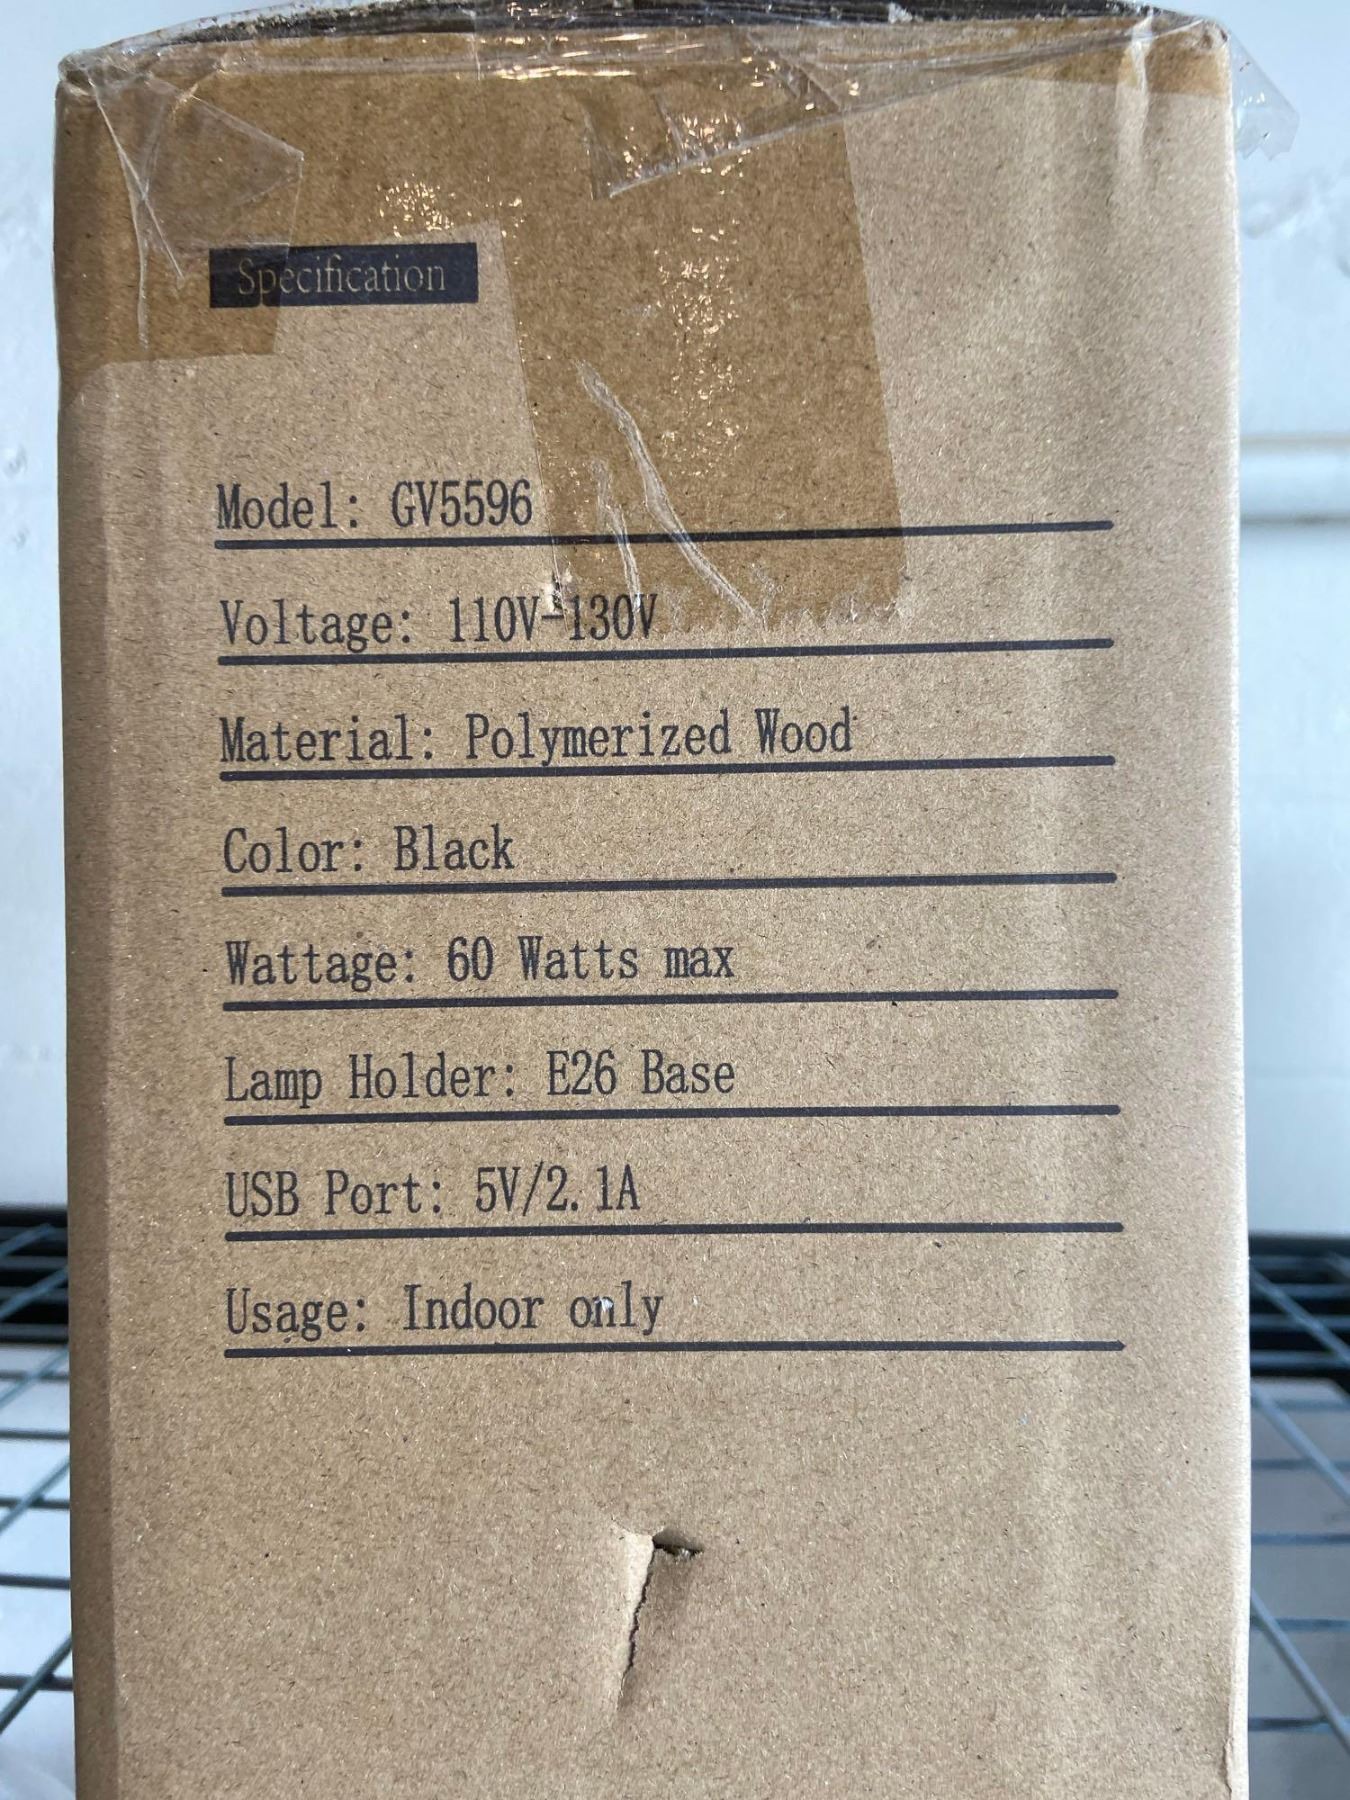 Specification
Model: GV5596
Voltage: 110V-130V
Material: Polymerized Wood
Color: Black
Wattage: 60 Watts max
Lamp Holder: E26 Base
USB Port: 5V/2.1A
Usage: Indoor only